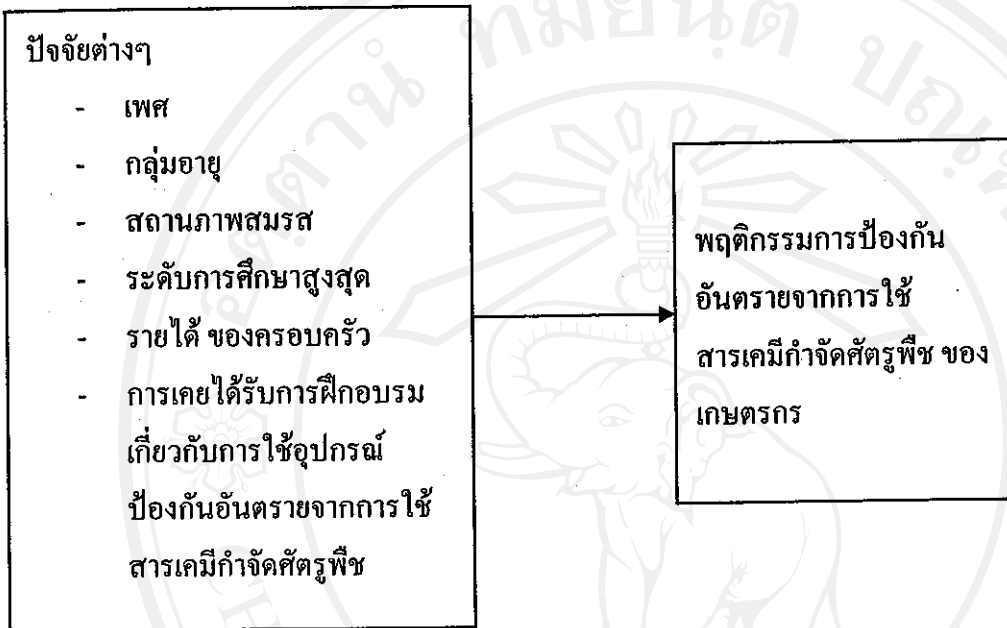 ปัจจัยต่างๆ
- เพศ
- กลุ่มอายุ
- สถานภาพสมรส
- ระดับการศึกษาสูงสุด
- รายได้ ของครอบครัว
- การเคยได้รับการฝึกอบรม
เกี่ยวกับการใช้อุปกรณ์
ป้องกันอันตรายจากการใช้
สารเคมีกำจัดศัตรูพืช
พฤติกรรมการป้องกัน
อันตรายจากการใช้
สารเคมีกำจัดศัตรูพืช ของ
เกษตรกร